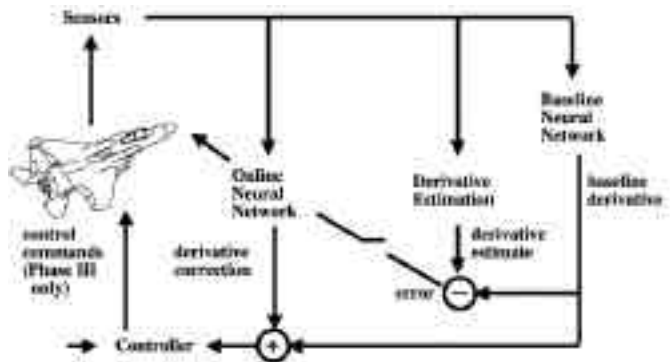 Sensors
Baseline
Neural
Network
Online
Neural
Network
Derivative
Estimation
baseline
derivative
control
commands
(Phase III
only)
derivative
correction
derivative
estimate
error
−
Controller
+